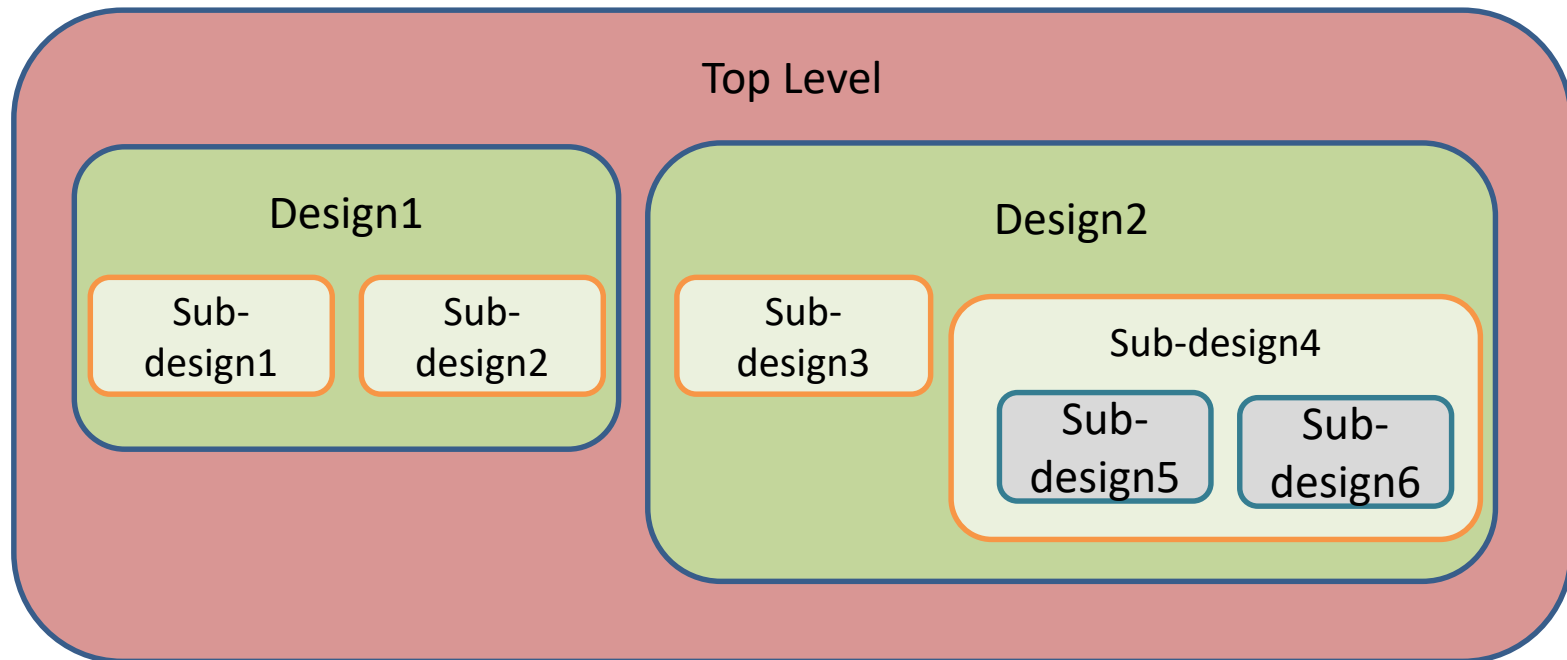 Top Level
Design1
Sub-
design1
Sub-
design2
Design2
Sub-
design3
Sub-design4
Sub-
design5
Sub-
design6